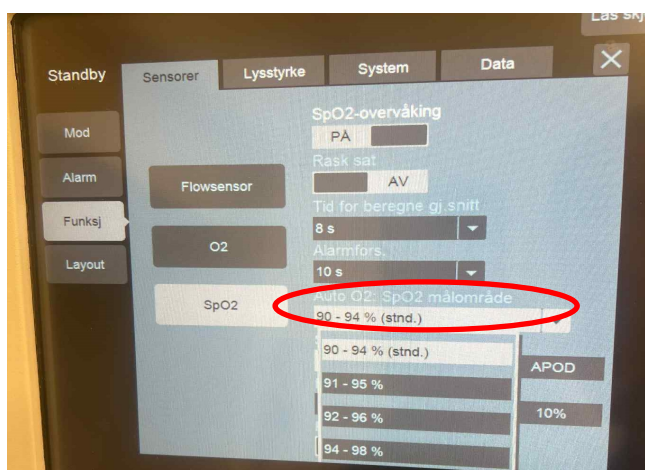 Lås skj
Standby
Sensorer
Lysstyrke
System
Data
SpO2-overvåking
PÅ
Mod
Rask sat
AV
Alarm
Flowsensor
Tid for beregne gj.snitt
8 s
Funksj
O2
Alarmfors.
10 s
Layout
SpO2
Auto O2: SpO2 målområde
90 - 94 % (stnd.)
90 - 94 % (stnd.)
APOD
91 - 95 %
92 - 96 %
10%
94 - 98 %